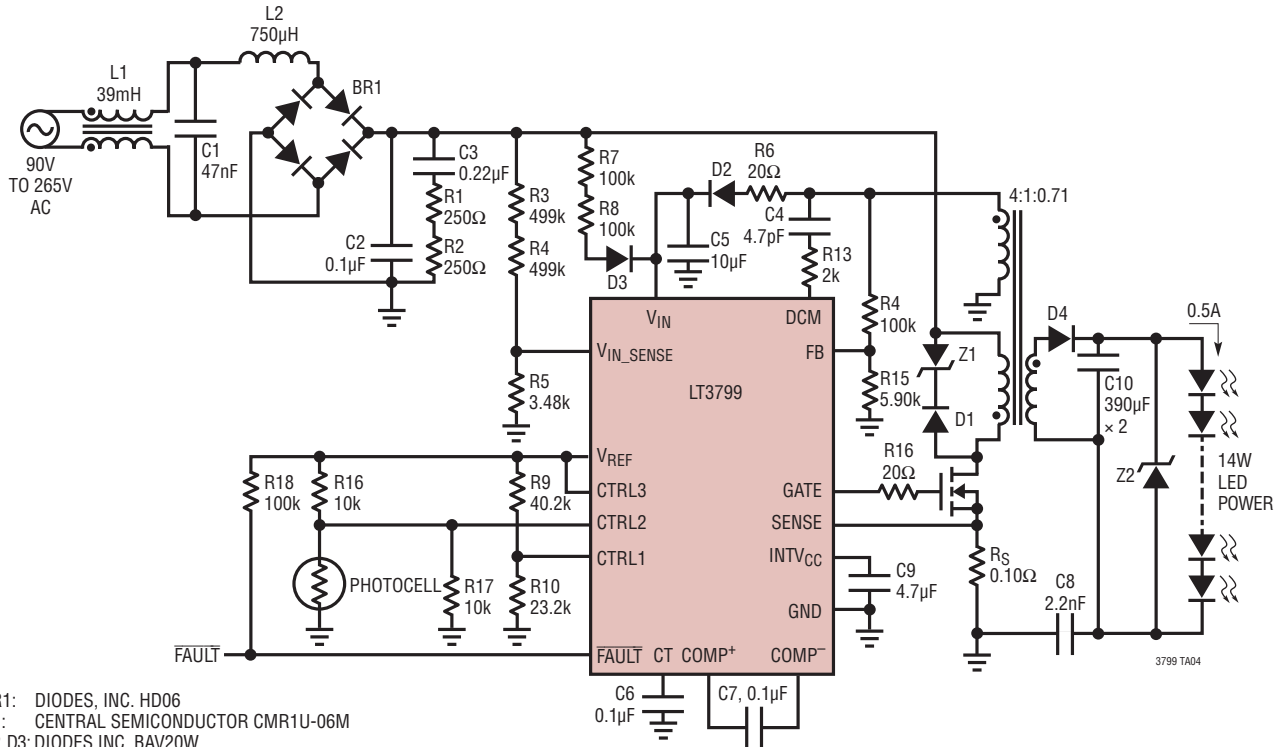 L2
750µH
L1
39mH
BR1
C1
47nF
90V
TO 265V
AC
C3
0.22µF
R1
250Ω
R2
250Ω
C2
0.1µF
R3
499k
R4
499k
R7
100k
R8
100k
D3
D2
R6
20Ω
C5
10µF
C4
4.7pF
R13
2k
4:1:0.71
R4
100k
R15
5.90k
Z1
D1
D4
0.5A
C10
390µF
× 2
Z2
14W
LED
POWER
VIN
DCM
VIN_SENSE
FB
LT3799
R5
3.48k
VREF
CTRL3
CTRL2
CTRL1
GATE
SENSE
INTVCC
GND
R16
20Ω
RS
0.10Ω
C8
2.2nF
C9
4.7µF
R18
100k
R16
10k
R9
40.2k
PHOTOCELL
R17
10k
R10
23.2k
FAULT
FAULT CT COMP+ COMP–
C6
0.1µF
C7, 0.1µF
3799 TA04
R1: DIODES, INC. HD06
: CENTRAL SEMICONDUCTOR CMR1U-06M
D3: DIODES INC. BAV20W